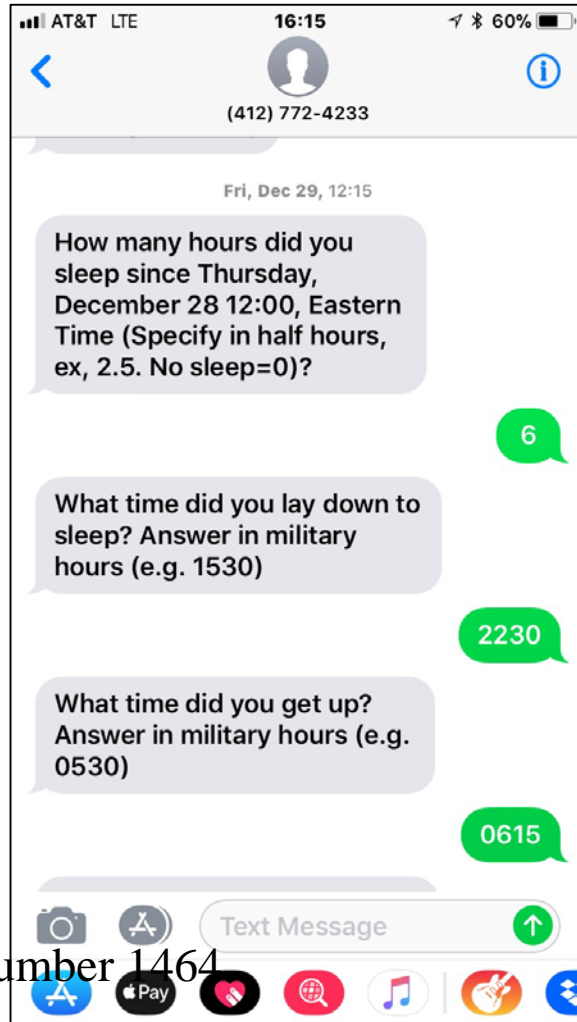 AT&T LTE 16:15 60%
(412) 772-4233
Fri, Dec 29, 12:15
How many hours did you
sleep since Thursday,
December 28 12:00, Eastern
Time (Specify in half hours,
ex, 2.5. No sleep=0)?
6
What time did you lay down to
sleep? Answer in military
hours (e.g. 1530)
2230
What time did you get up?
Answer in military hours (e.g.
0530)
0615
Text Message
umber 1464
Pay